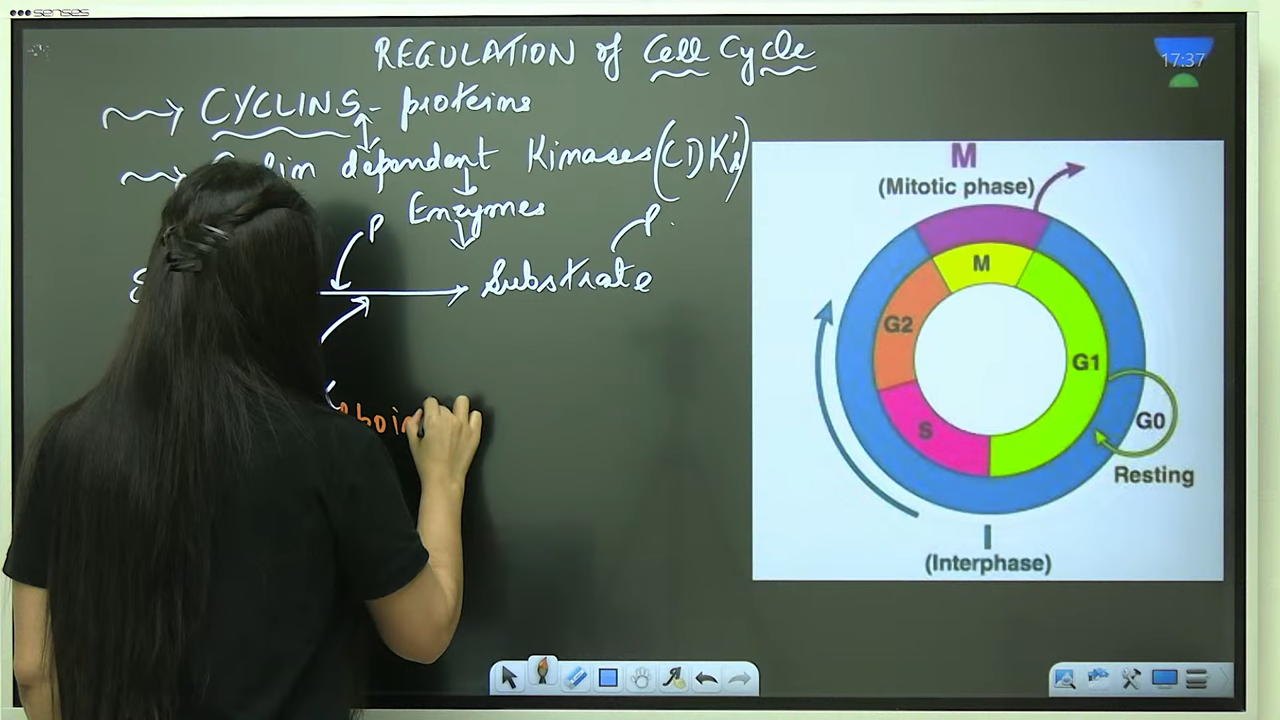 senses
REGULATION of Cell Cycle
17:37
CYCLINS - proteins
dependent Kinases (CDK's)
Enzymes
P
P
Substrate
M
(Mitotic phase)
M
G2
G1
S
G0
Resting
I
(Interphase)